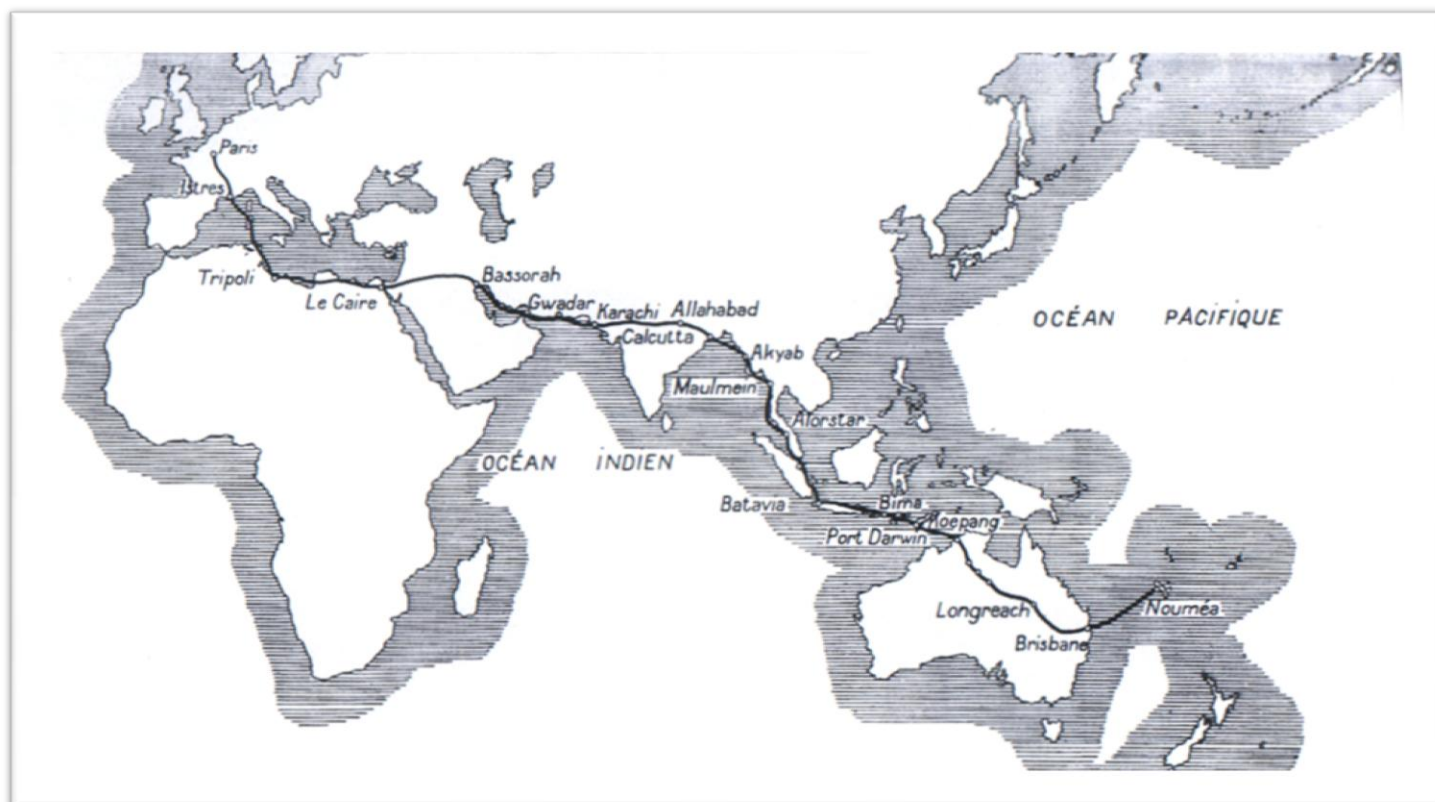 Paris
Istres
Tripoli
Le Caire
Bassorah
Gwadar
Karachi
Allahabad
Calcutta
Akyab
Maulmein
Alorstar
OCÉAN PACIFIQUE
OCÉAN INDIEN
Batavia
Bima
Koepang
Port Darwin
Longreach
Brisbane
Nouméa